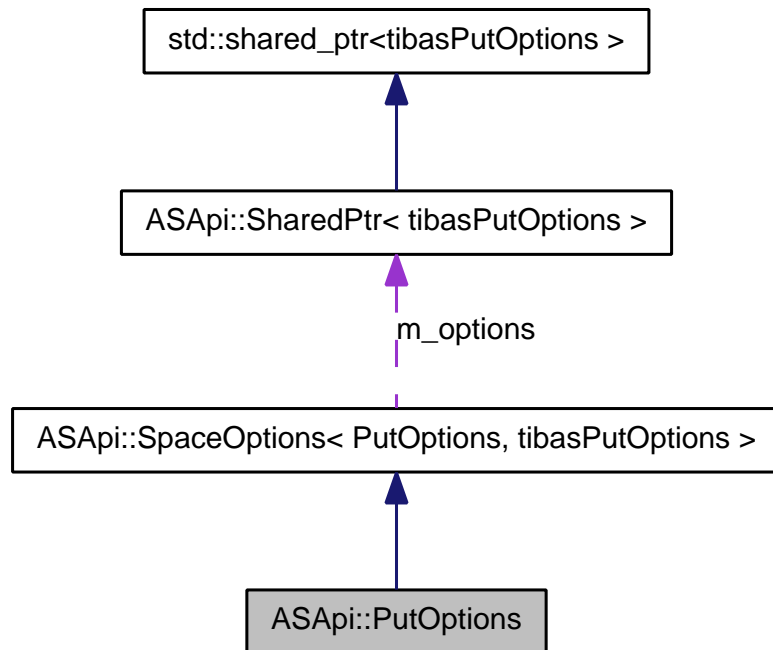 std::shared_ptr<tibasPutOptions >
ASApi::SharedPtr< tibasPutOptions >
m_options
ASApi::SpaceOptions< PutOptions, tibasPutOptions >
ASApi::PutOptions